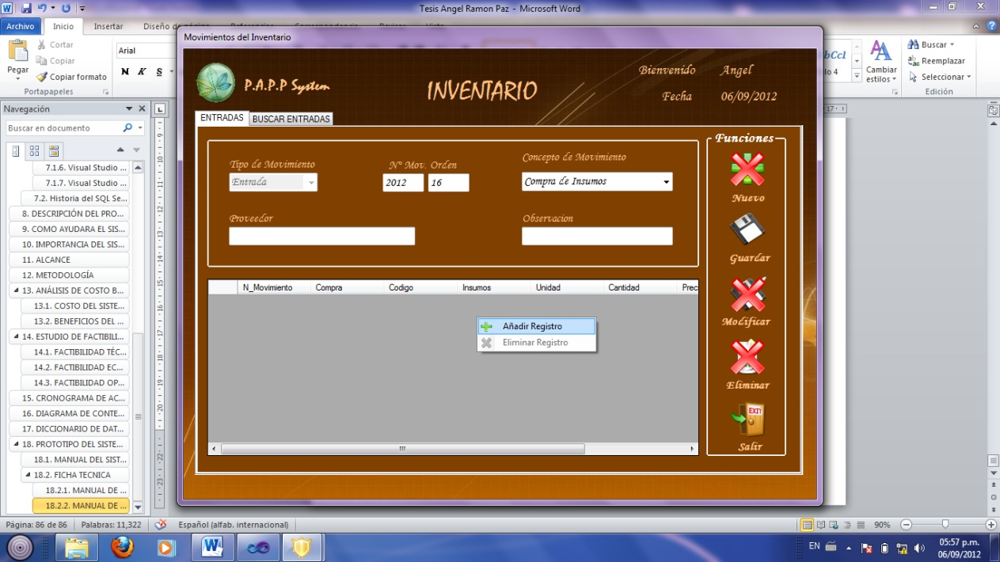 Tesis Angel Ramon Paz - Microsoft Word
Archivo Inicio Insertar Diseño de
Cortar
Copiar
Copiar formato
Pegar
Portapapeles
Arial
N K S
lo 4
Cambiar estilos
Buscar
Reemplazar
Seleccionar
Edición
Navegación
Buscar en documento
7.1.6. Visual Studio ...
7.1.7. Visual Studio ...
7.2. Historia del SQL Se...
8. DESCRIPCIÓN DEL PRO...
9. COMO AYUDARA EL SIS...
10. IMPORTANCIA DEL SIS...
11. ALCANCE
12. METODOLOGÍA
13. ANÁLISIS DE COSTO B...
13.1. COSTO DEL SISTE...
13.2. BENEFICIOS DEL ...
14. ESTUDIO DE FACTIBILI...
14.1. FACTIBILIDAD TÉC...
14.2. FACTIBILIDAD EC...
14.3. FACTIBILIDAD OP...
15. CRONOGRAMA DE AC...
16. DIAGRAMA DE CONTE...
17. DICCIONARIO DE DAT...
18. PROTOTIPO DEL SISTE...
18.1. MANUAL DEL SIST...
18.2. FICHA TECNICA
18.2.1. MANUAL DE ...
18.2.2. MANUAL DE ...
Movimientos del Inventario
P.A.P.P System
INVENTARIO
Bienvenido Angel
Fecha 06/09/2012
ENTRADAS BUSCAR ENTRADAS
Tipo de Movimiento
Entrada
Nº Mov. Orden
2012 16
Concepto de Movimiento
Compra de Insumos
Proveedor
Observacion
N_Movimiento Compra Codigo Insumos Unidad Cantidad Prec
Añadir Registro
Eliminar Registro
Funciones
Nuevo
Guardar
Modificar
Eliminar
EXIT
Salir
Página: 86 de 86 Palabras: 11,322 Español (alfab. internacional) 90%
EN
05:57 p.m.
06/09/2012